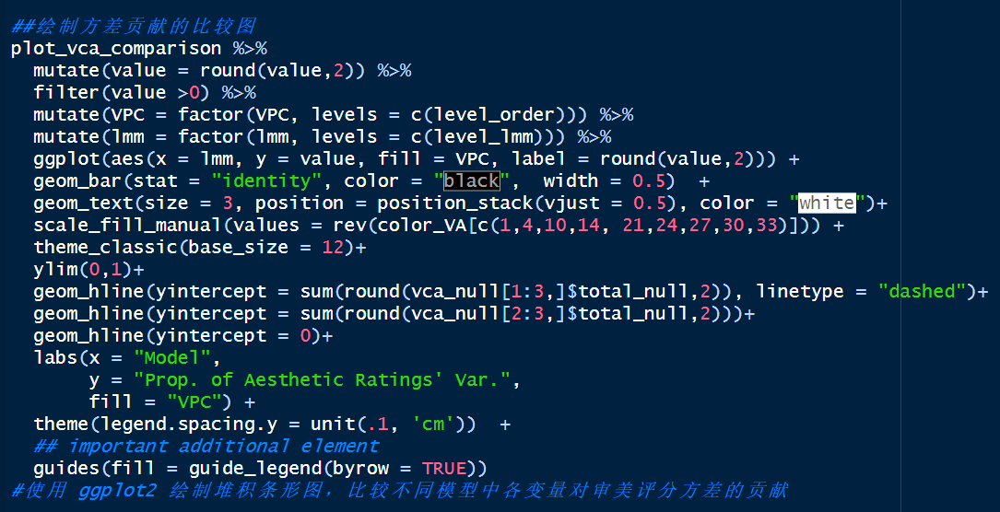 ##绘制方差贡献的比较图
plot_vca_comparison %>%
  mutate(value = round(value,2)) %>%
  filter(value >0) %>%
  mutate(VPC = factor(VPC, levels = c(level_order))) %>%
  mutate(lmm = factor(lmm, levels = c(level_lmm))) %>%
  ggplot(aes(x = lmm, y = value, fill = VPC, label = round(value,2))) +
  geom_bar(stat = "identity", color = "black",  width = 0.5)  +
  geom_text(size = 3, position = position_stack(vjust = 0.5), color = "white")+
  scale_fill_manual(values = rev(color_VA[c(1,4,10,14, 21,24,27,30,33)])) +
  theme_classic(base_size = 12)+
  ylim(0,1)+
  geom_hline(yintercept = sum(round(vca_null[1:3,]$total_null,2)), linetype = "dashed")+
  geom_hline(yintercept = sum(round(vca_null[2:3,]$total_null,2)))+
  geom_hline(yintercept = 0)+
  labs(x = "Model",
       y = "Prop. of Aesthetic Ratings' Var.",
       fill = "VPC") +
  theme(legend.spacing.y = unit(.1, 'cm'))  +
  ## important additional element
  guides(fill = guide_legend(byrow = TRUE))
#使用 ggplot2 绘制堆积条形图，比较不同模型中各变量对审美评分方差的贡献